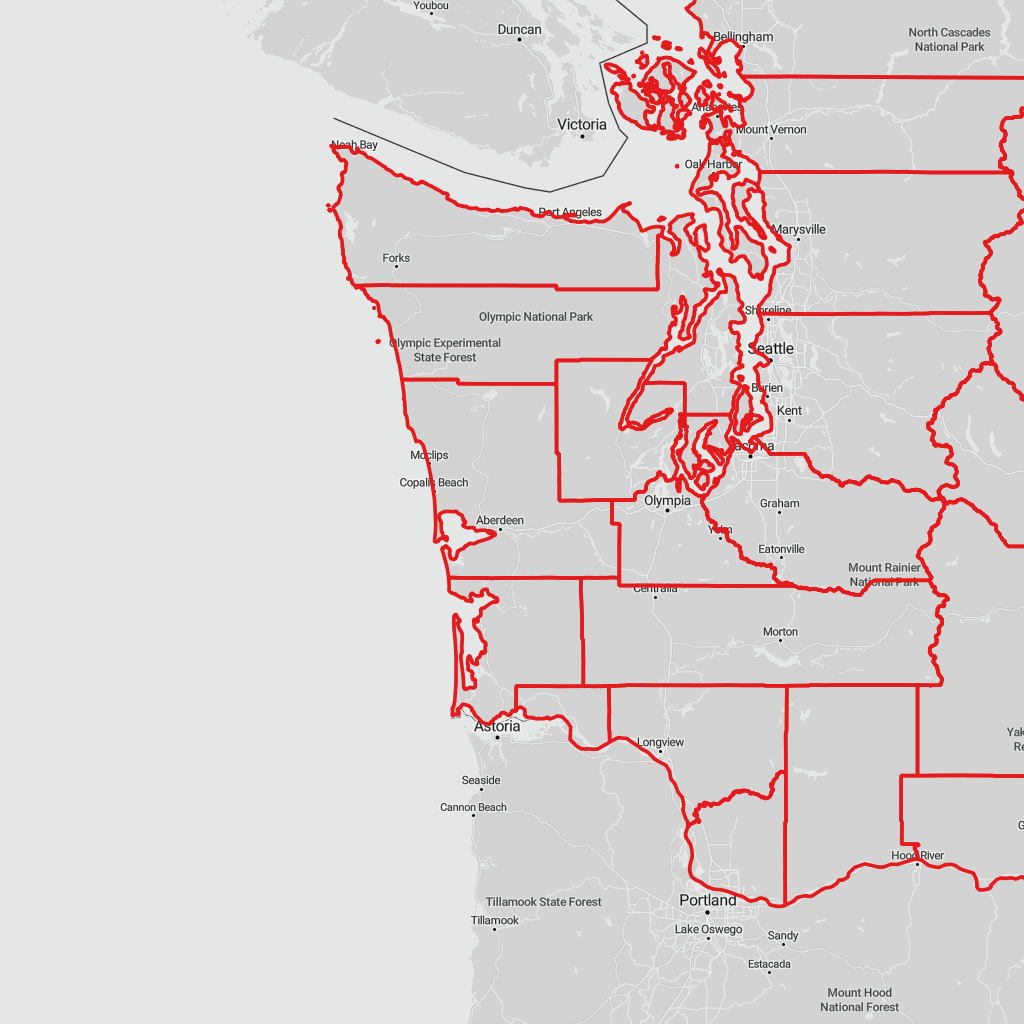 Youbou
Duncan
Bellingham
North Cascades
National Park
Anacortes
Victoria
Mount Vernon
Neah Bay
Oak Harbor
Port Angeles
Marysville
Forks
Olympic National Park
Shoreline
Olympic Experimental
State Forest
Seattle
Burien
Kent
Tacoma
Moclips
Copalis Beach
Olympia
Graham
Aberdeen
Yelm
Eatonville
Mount Rainier
National Park
Centralia
Morton
Astoria
Longview
Yak
Re
Seaside
Cannon Beach
G
Hood River
Tillamook State Forest
Portland
Tillamook
Lake Oswego
Sandy
Estacada
Mount Hood
National Forest